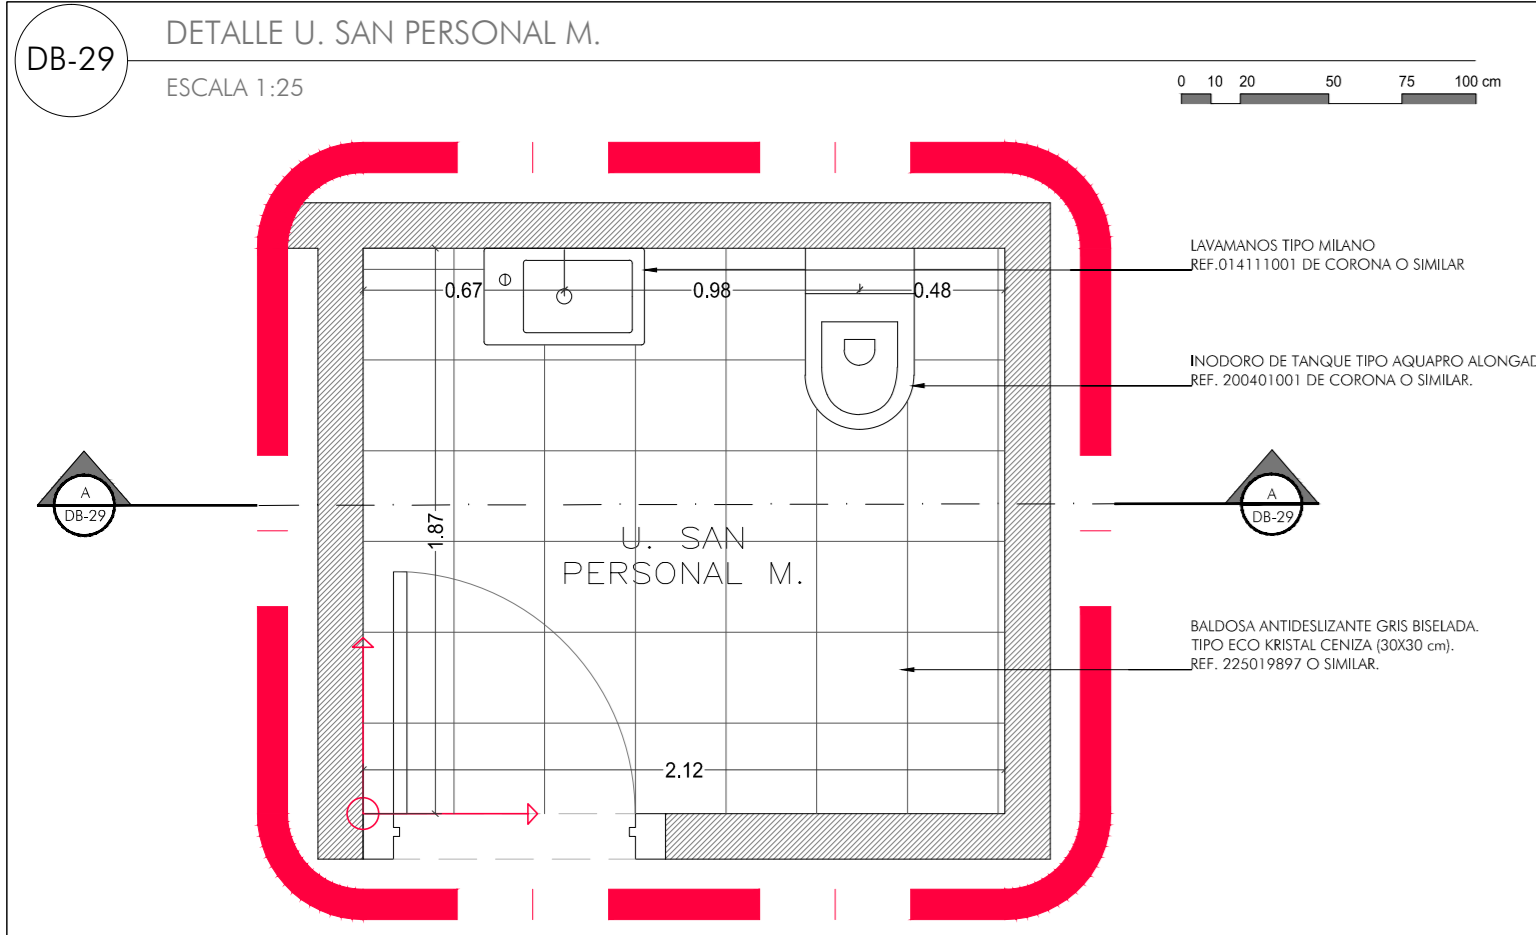 DB-29
DETALLE U. SAN PERSONAL M.
ESCALA 1:25
0 10 20 50 75 100 cm
LAVAMANOS TIPO MILANO
REF.014111001 DE CORONA O SIMILAR
0.67
0.98
0.48
INODORO DE TANQUE TIPO AQUAPRO ALONGAD
REF. 200401001 DE CORONA O SIMILAR.
A
DB-29
A
DB-29
1.87
U. SAN
PERSONAL M.
BALDOSA ANTIDESLIZANTE GRIS BISELADA.
TIPO ECO KRISTAL CENIZA (30X30 cm).
REF. 225019897 O SIMILAR.
2.12